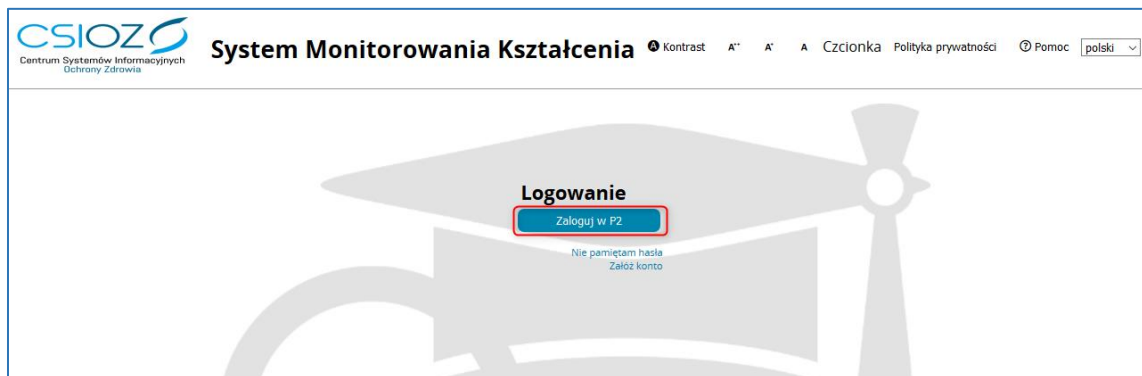 CSIOZ
Centrum Systemów Informacyjnych
Ochrony Zdrowia
System Monitorowania Kształcenia
Kontrast A++ A+ A Czcionka Polityka prywatności Pomoc polski
Logowanie
Zaloguj w P2
Nie pamiętam hasła
Załóż konto